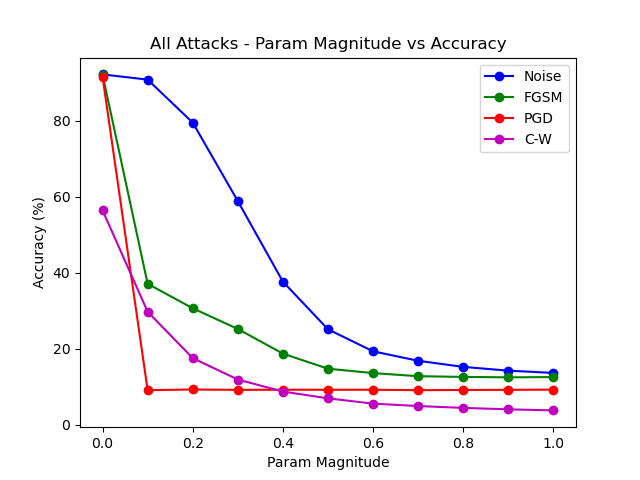 All Attacks - Param Magnitude vs Accuracy
Noise
FGSM
PGD
C-W
Accuracy (%)
80
60
40
20
0
0.0 0.2 0.4 0.6 0.8 1.0
Param Magnitude